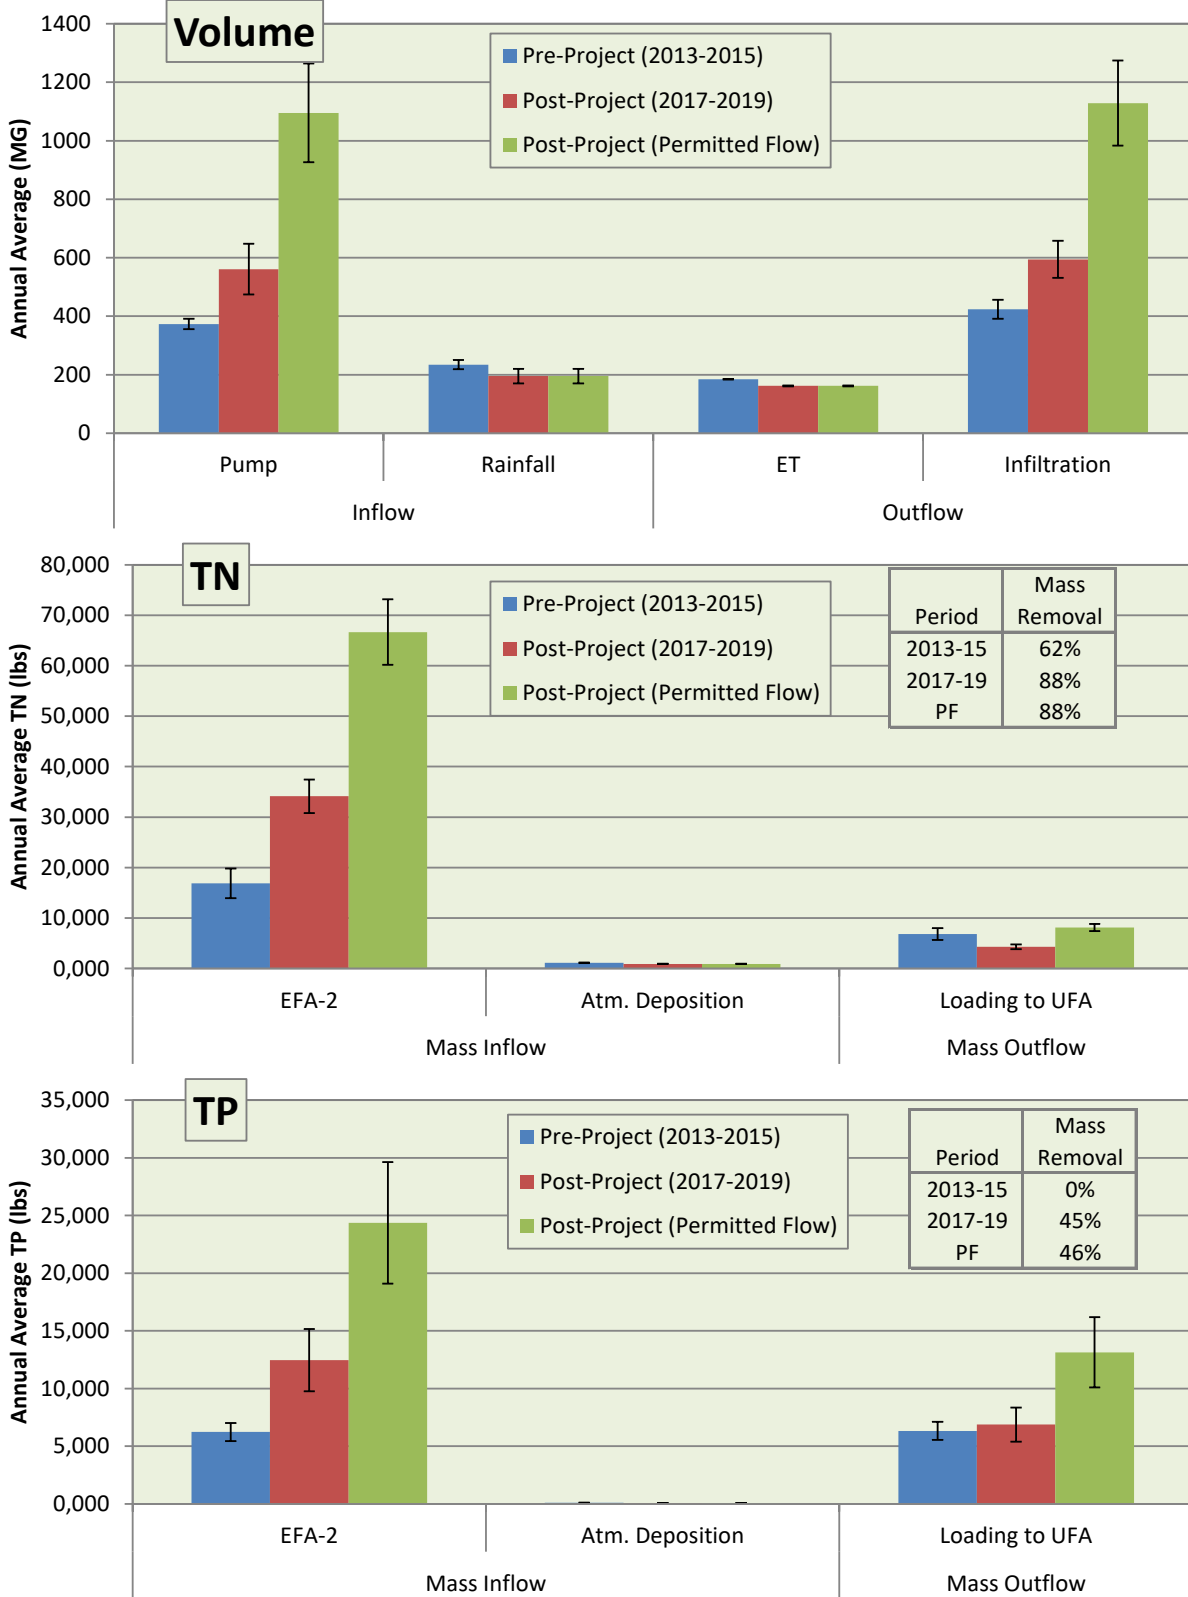 Volume
Annual Average (MG)
1400
1200
1000
800
600
400
200
0
Pre-Project (2013-2015)
Post-Project (2017-2019)
Post-Project (Permitted Flow)
Pump Rainfall ET Infiltration
Inflow Outflow
TN
Annual Average TN (lbs)
80,000
70,000
60,000
50,000
40,000
30,000
20,000
10,000
0,000
Pre-Project (2013-2015)
Post-Project (2017-2019)
Post-Project (Permitted Flow)
Mass
Period Removal
2013-15 62%
2017-19 88%
PF 88%
EFA-2 Atm. Deposition Loading to UFA
Mass Inflow Mass Outflow
TP
Annual Average TP (lbs)
35,000
30,000
25,000
20,000
15,000
10,000
5,000
0,000
Pre-Project (2013-2015)
Post-Project (2017-2019)
Post-Project (Permitted Flow)
Mass
Period Removal
2013-15 0%
2017-19 45%
PF 46%
EFA-2 Atm. Deposition Loading to UFA
Mass Inflow Mass Outflow